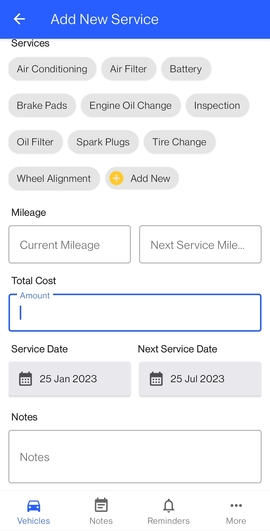 Add New Service
Services
Air Conditioning Air Filter Battery
Brake Pads Engine Oil Change Inspection
Oil Filter Spark Plugs Tire Change
Wheel Alignment Add New
Mileage
Current Mileage Next Service Mile...
Total Cost
Amount
Service Date Next Service Date
25 Jan 2023 25 Jul 2023
Notes
Notes
Vehicles Notes Reminders More